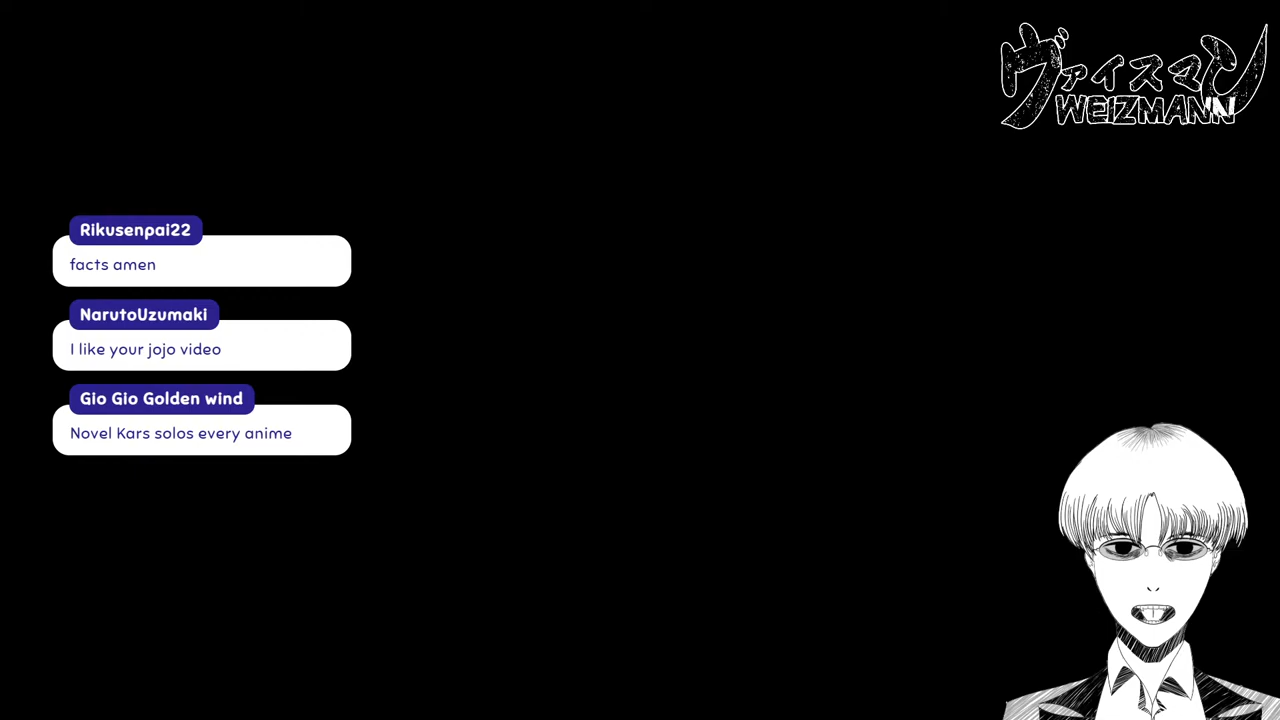 ヴァイスマン
WEIZMANN
Rikusenpai22
facts amen
NarutoUzumaki
I like your jojo video
Gio Gio Golden wind
Novel Kars solos every anime